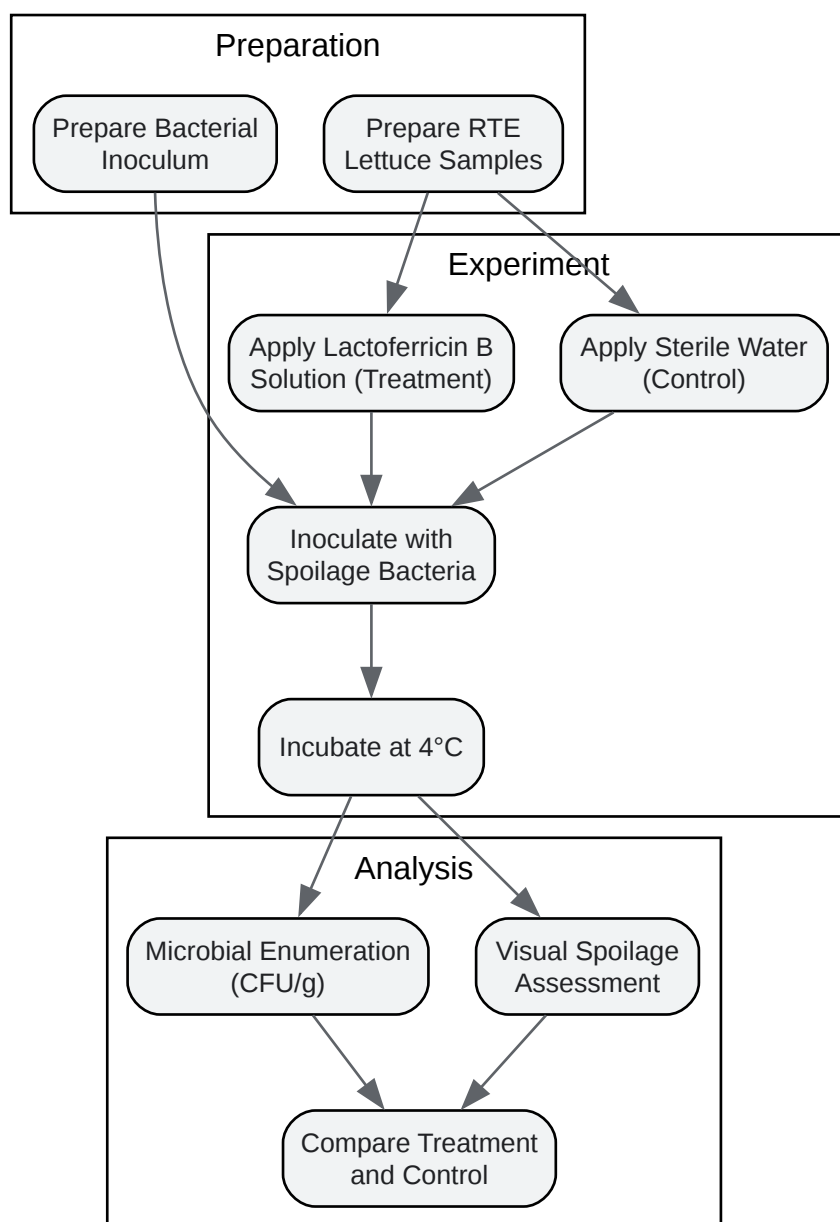 Preparation
Prepare Bacterial
Inoculum
Prepare RTE
Lettuce Samples
Experiment
Apply Lactoferricin B
Solution (Treatment)
Apply Sterile Water
(Control)
Inoculate with
Spoilage Bacteria
Incubate at 4°C
Analysis
Microbial Enumeration
(CFU/g)
Visual Spoilage
Assessment
Compare Treatment
and Control